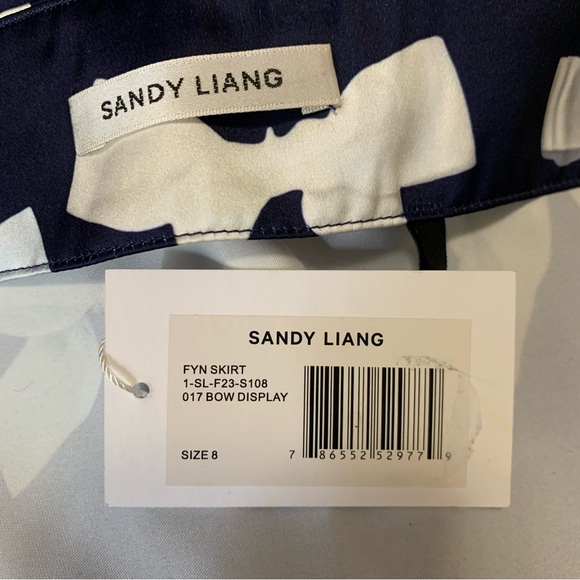 SANDY LIANG
SANDY LIANG
FYN SKIRT
1-SL-F23-S108
017 BOW DISPLAY
SIZE 8
7 86552 52977 9